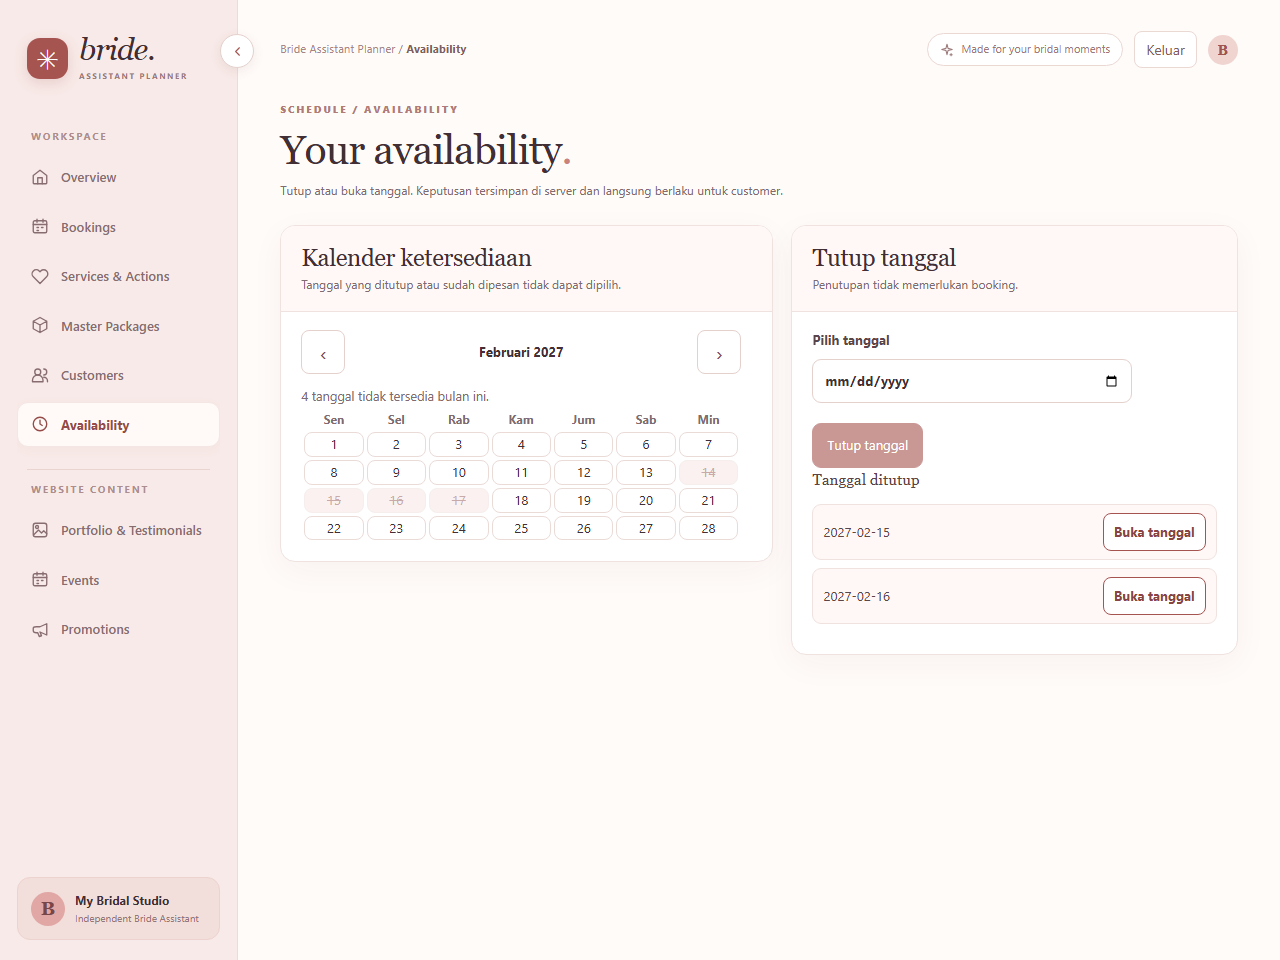 bride.
ASSISTANT PLANNER
WORKSPACE
Overview
Bookings
Services & Actions
Master Packages
Customers
Availability
WEBSITE CONTENT
Portfolio & Testimonials
Events
Promotions
B
My Bridal Studio
Independent Bride Assistant
Bride Assistant Planner / Availability
Made for your bridal moments
Keluar
B
SCHEDULE / AVAILABILITY
Your availability.
Tutup atau buka tanggal. Keputusan tersimpan di server dan langsung berlaku untuk customer.
Kalender ketersediaan
Tanggal yang ditutup atau sudah dipesan tidak dapat dipilih.
‹ Februari 2027 ›
4 tanggal tidak tersedia bulan ini.
Sen Sel Rab Kam Jum Sab Min
1 2 3 4 5 6 7
8 9 10 11 12 13 14
15 16 17 18 19 20 21
22 23 24 25 26 27 28
Tutup tanggal
Penutupan tidak memerlukan booking.
Pilih tanggal
mm/dd/yyyy
Tutup tanggal
Tanggal ditutup
2027-02-15 Buka tanggal
2027-02-16 Buka tanggal